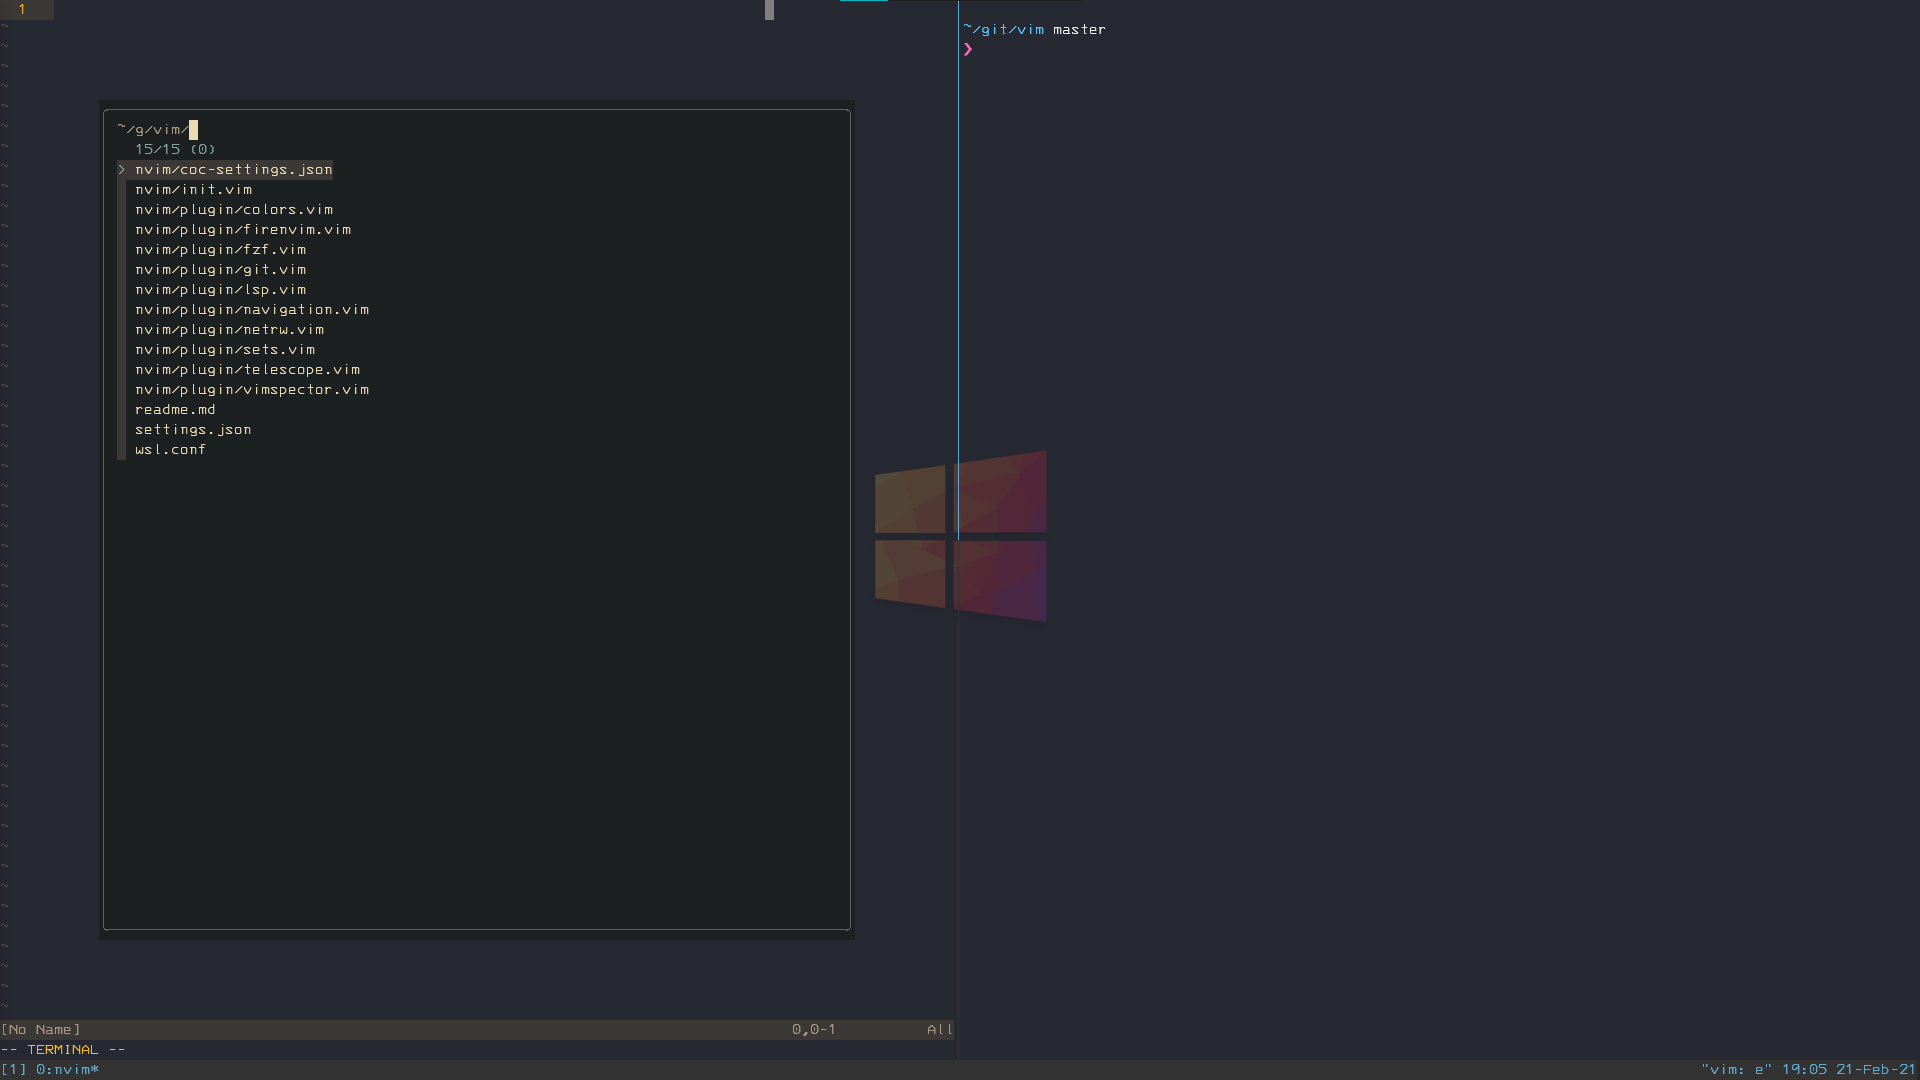 1
~/git/vim master
❯
~/g/vim/
15/15 (0)
> nvim/coc-settings.json
nvim/init.vim
nvim/plugin/colors.vim
nvim/plugin/firenvim.vim
nvim/plugin/fzf.vim
nvim/plugin/git.vim
nvim/plugin/lsp.vim
nvim/plugin/navigation.vim
nvim/plugin/netrw.vim
nvim/plugin/sets.vim
nvim/plugin/telescope.vim
nvim/plugin/vimspector.vim
readme.md
settings.json
wsl.conf
[No Name] 0,0-1 All
-- TERMINAL --
[1] 0:nvim* "vim: e" 19:05 21-Feb-21